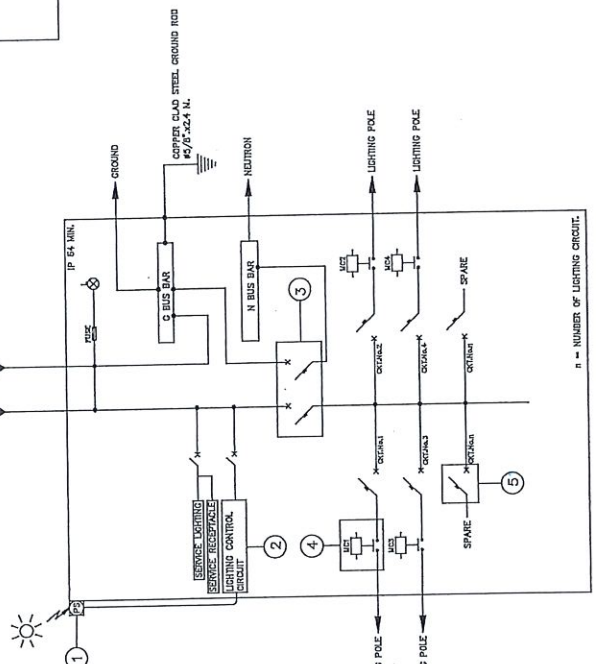 COPPER CLAD STEEL GROUND ROD
ø5/8"x2.4 N.
GROUND
NEUTRON
LIGHTING POLE
LIGHTING POLE
IP 54 MIN.
FUSE
G BUS BAR
N BUS BAR
3
MC2
MC4
SPARE
CKT.No.2
CKT.No.4
CKT.No.n
CKT.No.1
CKT.No.3
CKT.No.n
SERVICE LIGHTING
SERVICE RECEPTACLE
LIGHTING CONTROL
CIRCUIT
2
4
MC1
MC3
SPARE
5
PS
1
POLE
POLE
n = NUMBER OF LIGHTING CIRCUIT.